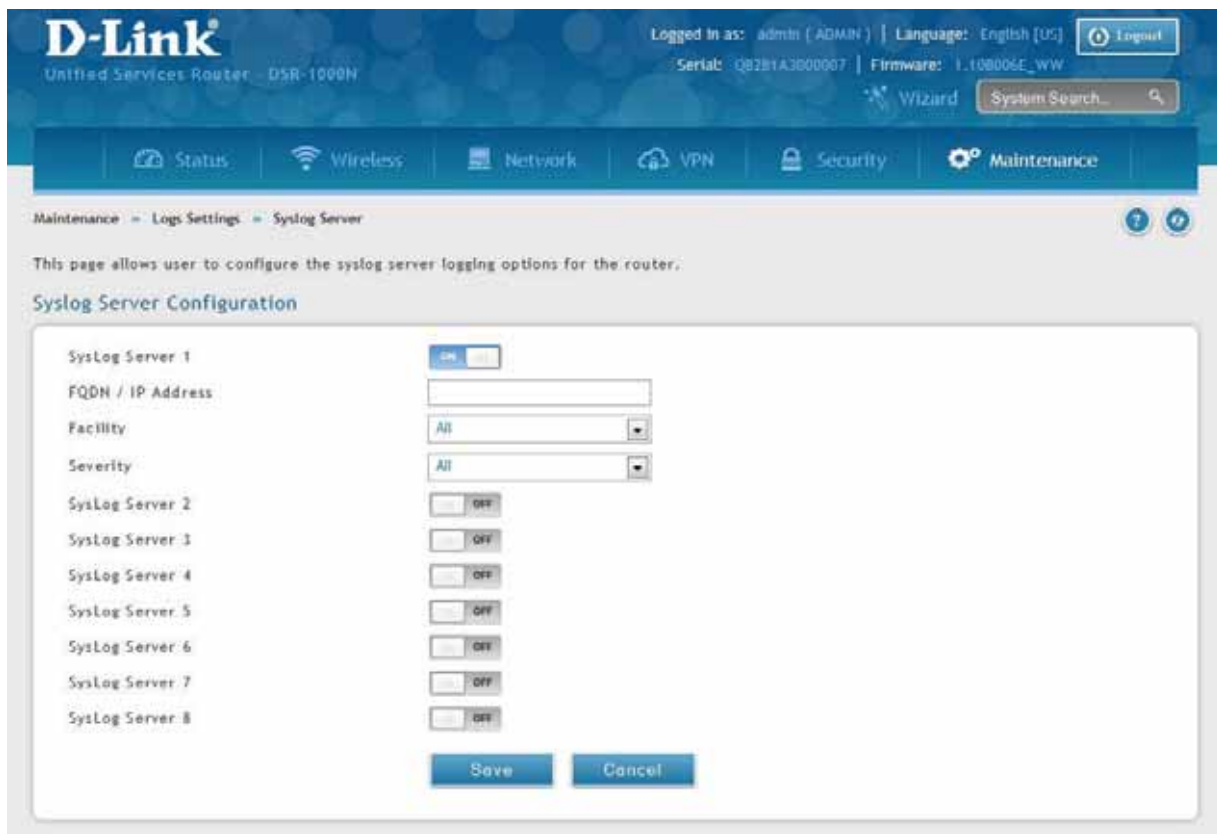 D-Link
Unified Services Router - DSR-1000N
Logged in as: admin ( ADMIN ) | Language: English [US]
Logout
Serial: QB2B1A3000007 | Firmware: 1.10B006E_WW
Wizard
System Search...
Status
Wireless
Network
VPN
Security
Maintenance
Maintenance » Logs Settings » Syslog Server
?
This page allows user to configure the syslog server logging options for the router.
Syslog Server Configuration
SysLog Server 1 ON
FQDN / IP Address
Facility All
Severity All
SysLog Server 2 OFF
SysLog Server 3 OFF
SysLog Server 4 OFF
SysLog Server 5 OFF
SysLog Server 6 OFF
SysLog Server 7 OFF
SysLog Server 8 OFF
Save
Cancel